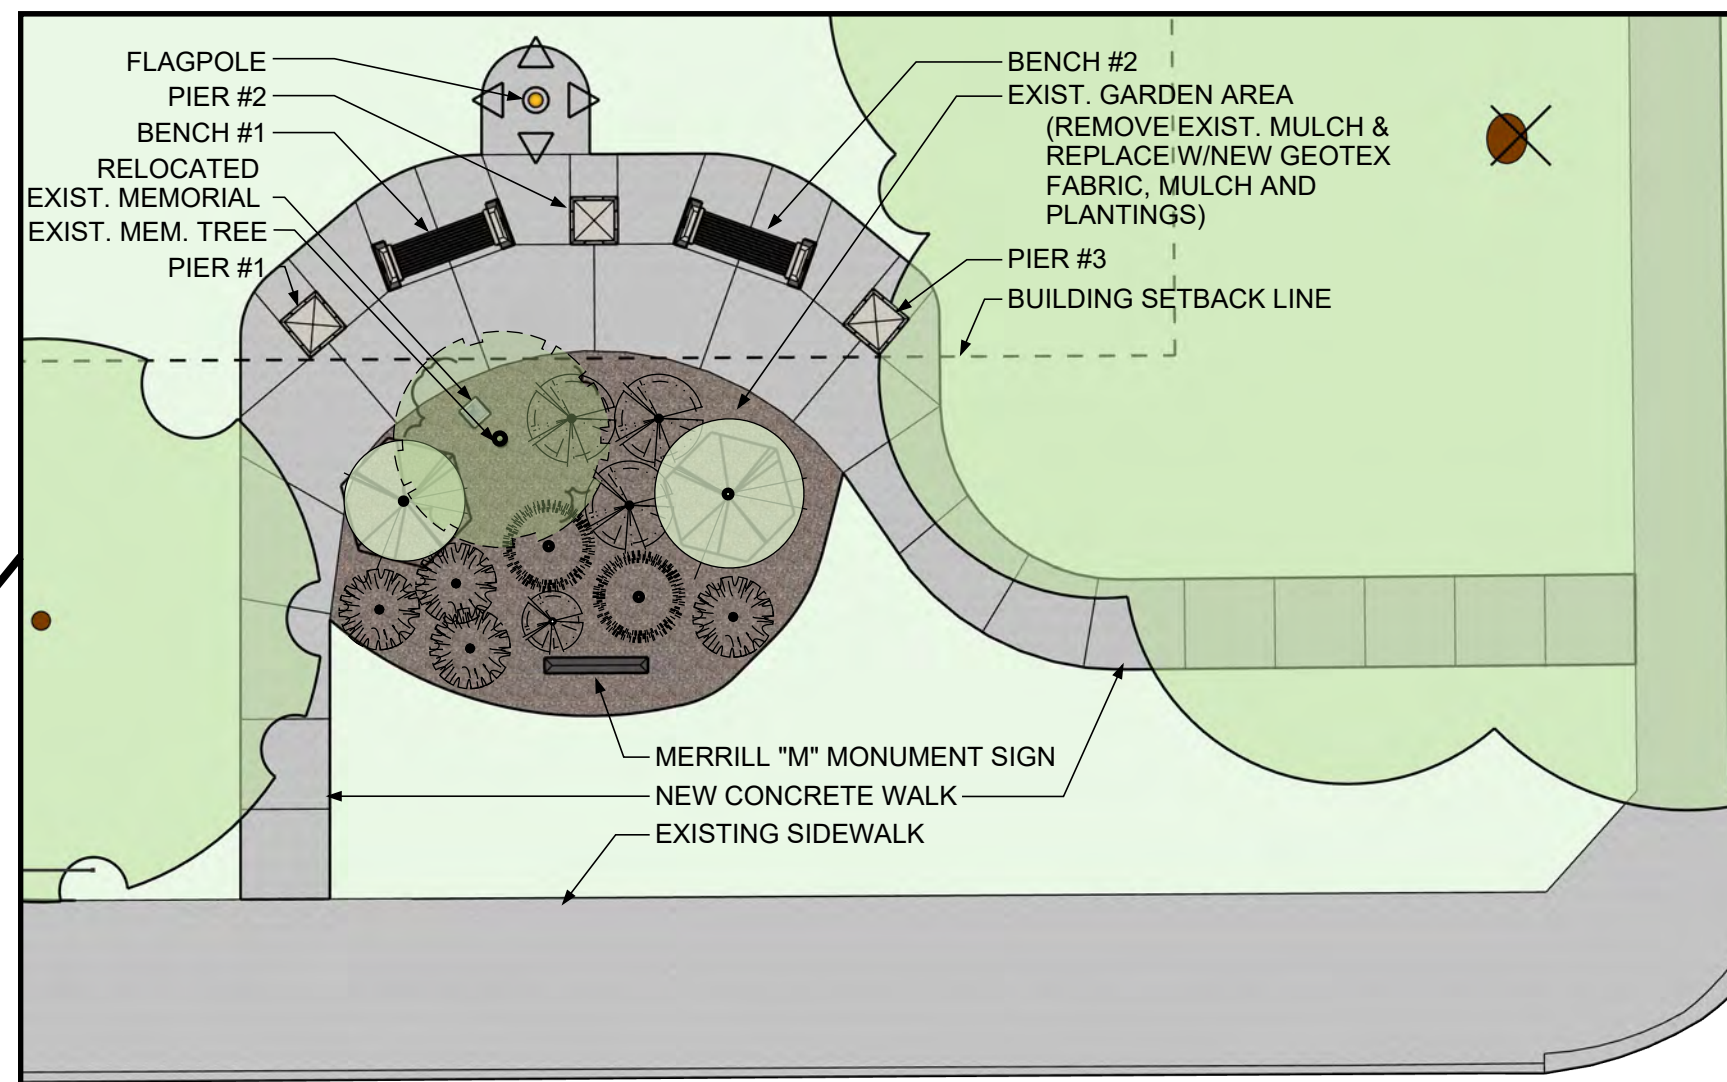 FLAGPOLE
PIER #2
BENCH #1
RELOCATED
EXIST. MEMORIAL
EXIST. MEM. TREE
PIER #1
BENCH #2
EXIST. GARDEN AREA
(REMOVE EXIST. MULCH &
REPLACE W/NEW GEOTEX
FABRIC, MULCH AND
PLANTINGS)
PIER #3
BUILDING SETBACK LINE
MERRILL "M" MONUMENT SIGN
NEW CONCRETE WALK
EXISTING SIDEWALK